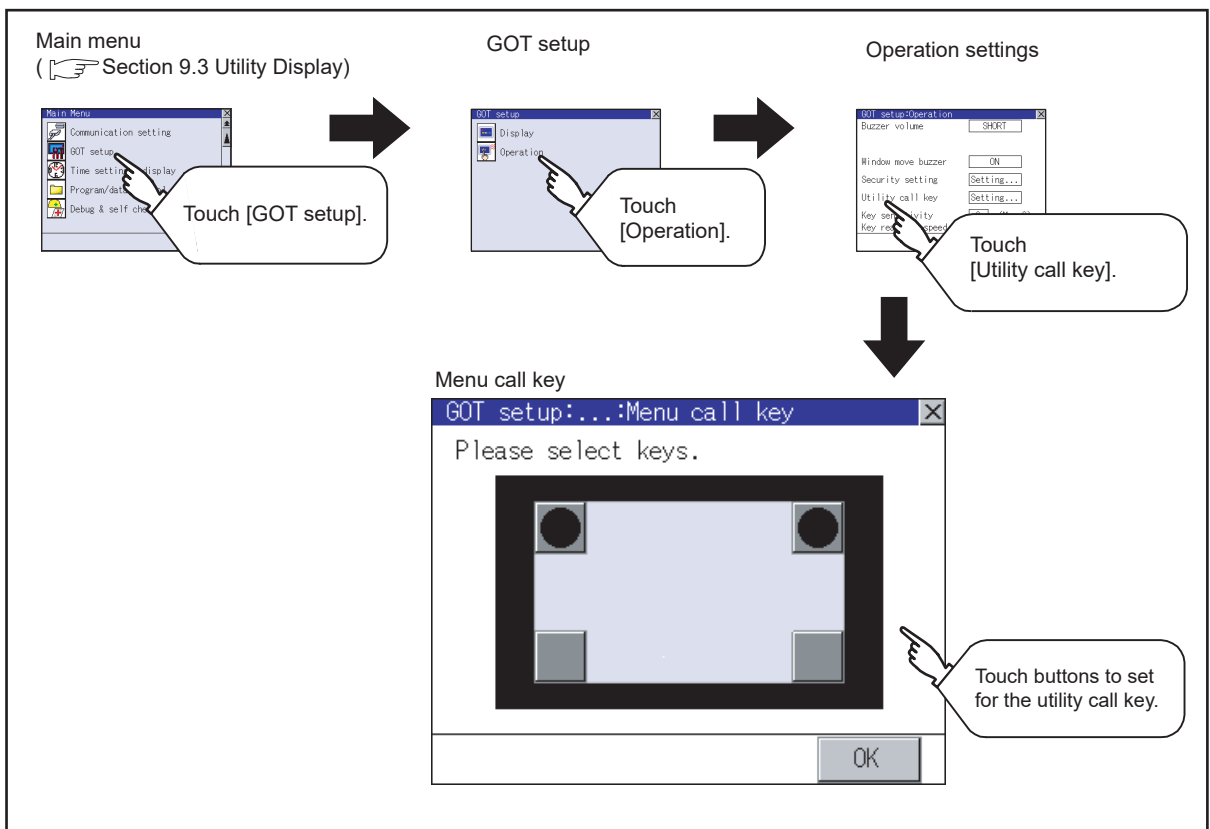 Main menu
( Section 9.3 Utility Display)
GOT setup
Operation settings
Main Menu
Communication setting
GOT setup
Time setting display
Program/data
Debug & self
Touch [GOT setup].
GOT setup
Display
Operation
Touch
[Operation].
GOT setup:Operation
Buzzer volume SHORT
Window move buzzer ON
Security setting Setting...
Utility call key Setting...
Key sensitivity
Key speed
Touch
[Utility call key].
Menu call key
GOT setup:...:Menu call key
Please select keys.
Touch buttons to set
for the utility call key.
OK